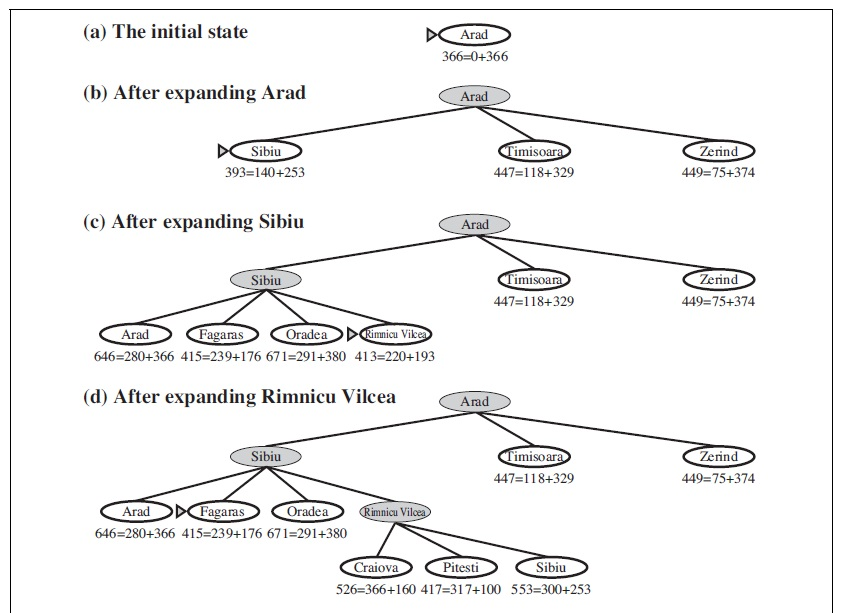 (a) The initial state
Arad
366=0+366
(b) After expanding Arad
Arad
Sibiu Timisoara Zerind
393=140+253 447=118+329 449=75+374
(c) After expanding Sibiu
Arad
Sibiu Timisoara Zerind
447=118+329 449=75+374
Arad Fagaras Oradea Rimnicu Vilcea
646=280+366 415=239+176 671=291+380 413=220+193
(d) After expanding Rimnicu Vilcea
Arad
Sibiu Timisoara Zerind
447=118+329 449=75+374
Arad Fagaras Oradea Rimnicu Vilcea
646=280+366 415=239+176 671=291+380
Craiova Pitesti Sibiu
526=366+160 417=317+100 553=300+253